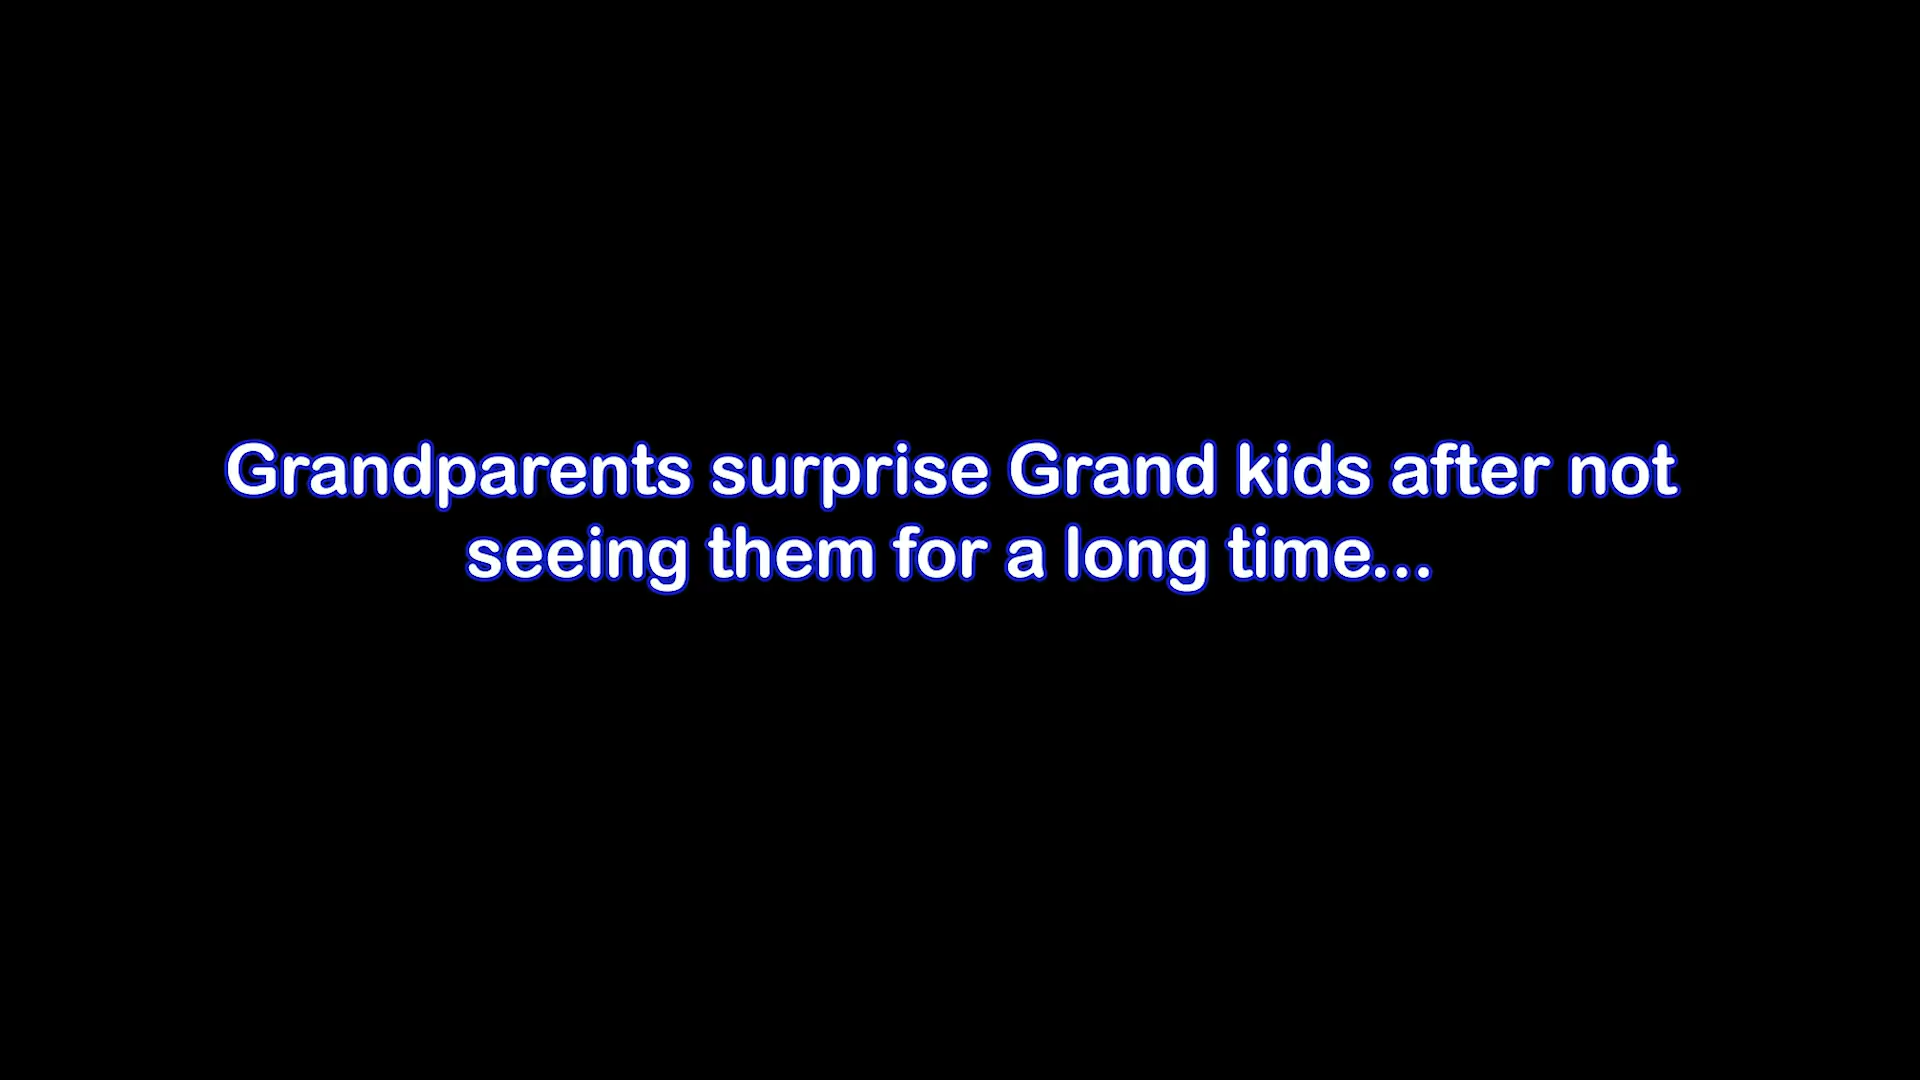 Grandparents surprise Grand kids after not
seeing them for a long time...